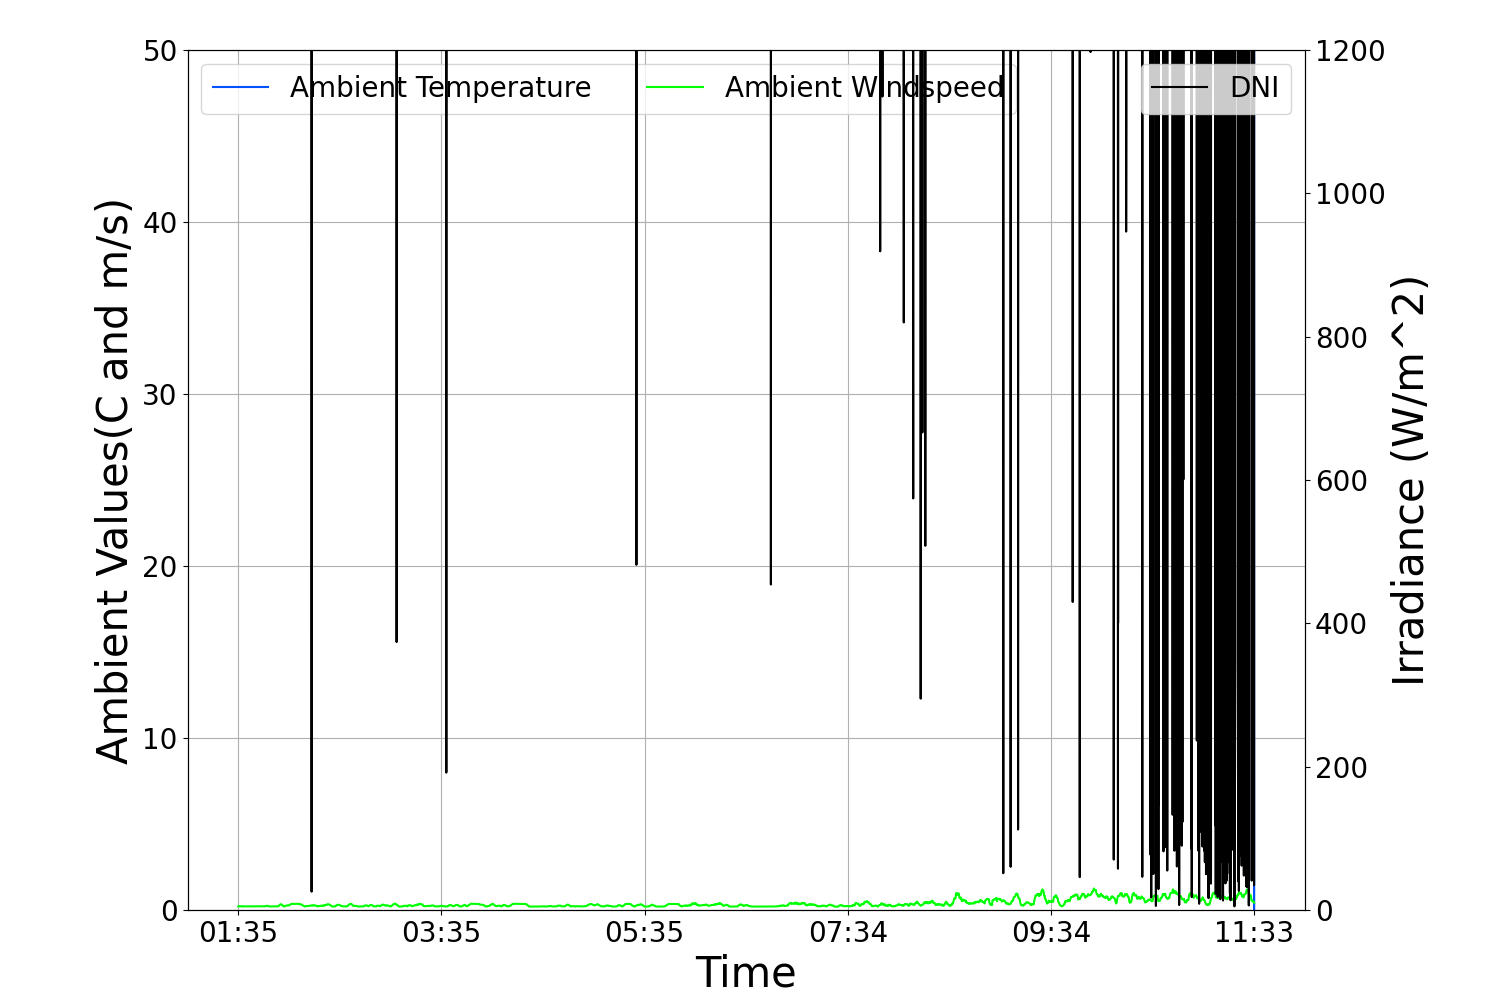 Ambient Temperature
Ambient Windspeed
DNI
Ambient Values(C and m/s)
50
40
30
20
10
0
1200
1000
800
600
400
200
0
Irradiance (W/m^2)
01:35 03:35 05:35 07:34 09:34 11:33
Time